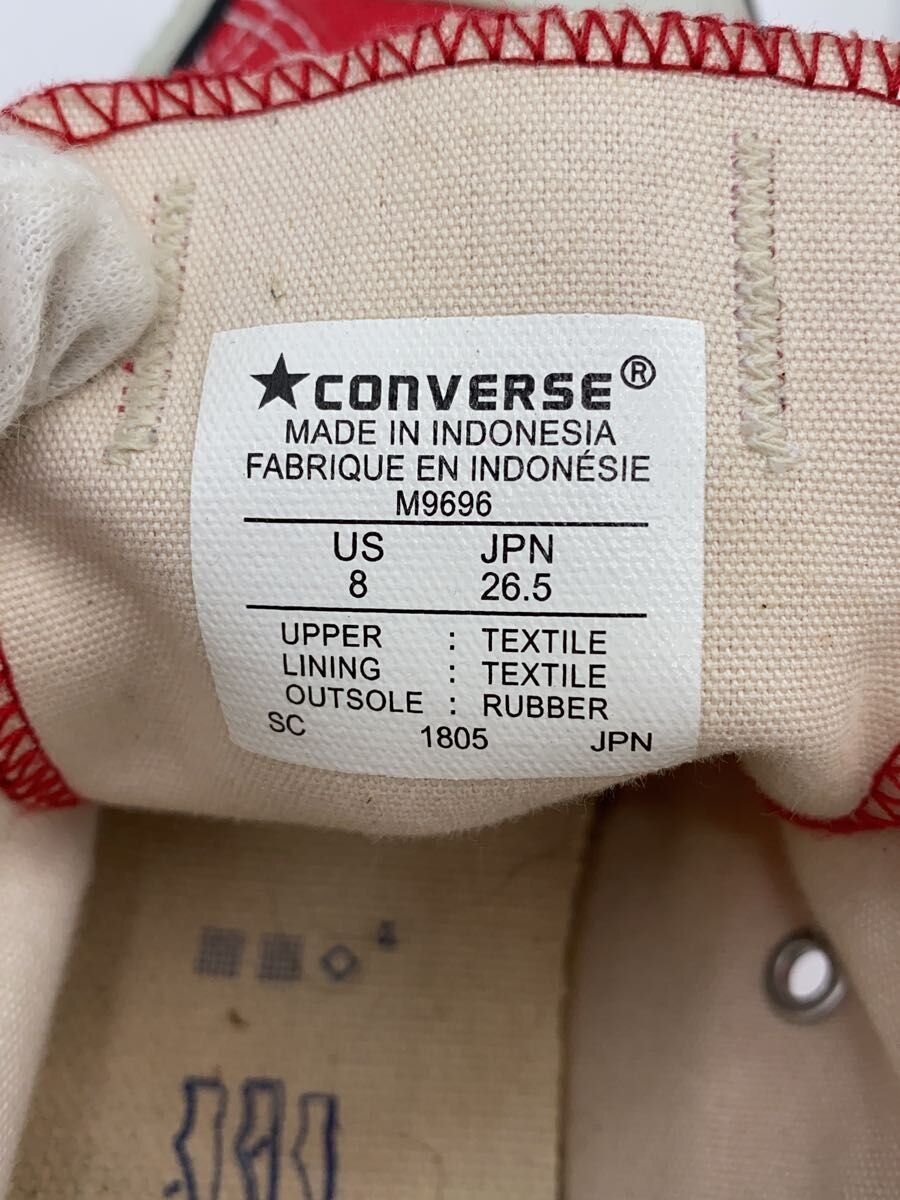 ★CONVERSE®
MADE IN INDONESIA
FABRIQUE EN INDONÉSIE
M9696
US JPN
8 26.5
UPPER : TEXTILE
LINING : TEXTILE
OUTSOLE : RUBBER
SC 1805 JPN